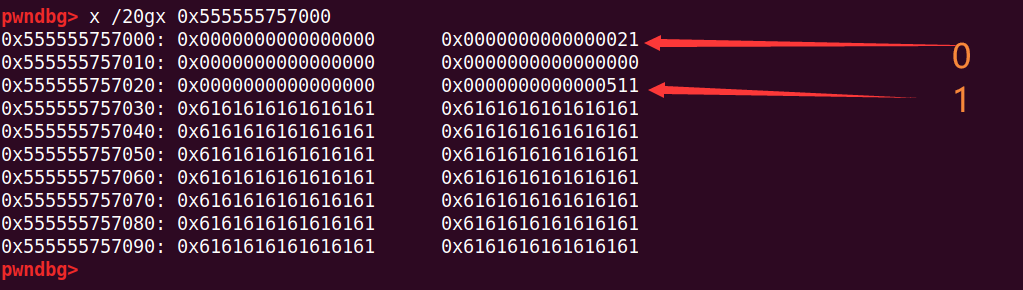 pwndbg> x /20gx 0x555555757000
0x555555757000: 0x0000000000000000 0x0000000000000021
0
0x555555757010: 0x0000000000000000 0x0000000000000000
0x555555757020: 0x0000000000000000 0x0000000000000511
1
0x555555757030: 0x6161616161616161 0x6161616161616161
0x555555757040: 0x6161616161616161 0x6161616161616161
0x555555757050: 0x6161616161616161 0x6161616161616161
0x555555757060: 0x6161616161616161 0x6161616161616161
0x555555757070: 0x6161616161616161 0x6161616161616161
0x555555757080: 0x6161616161616161 0x6161616161616161
0x555555757090: 0x6161616161616161 0x6161616161616161
pwndbg>